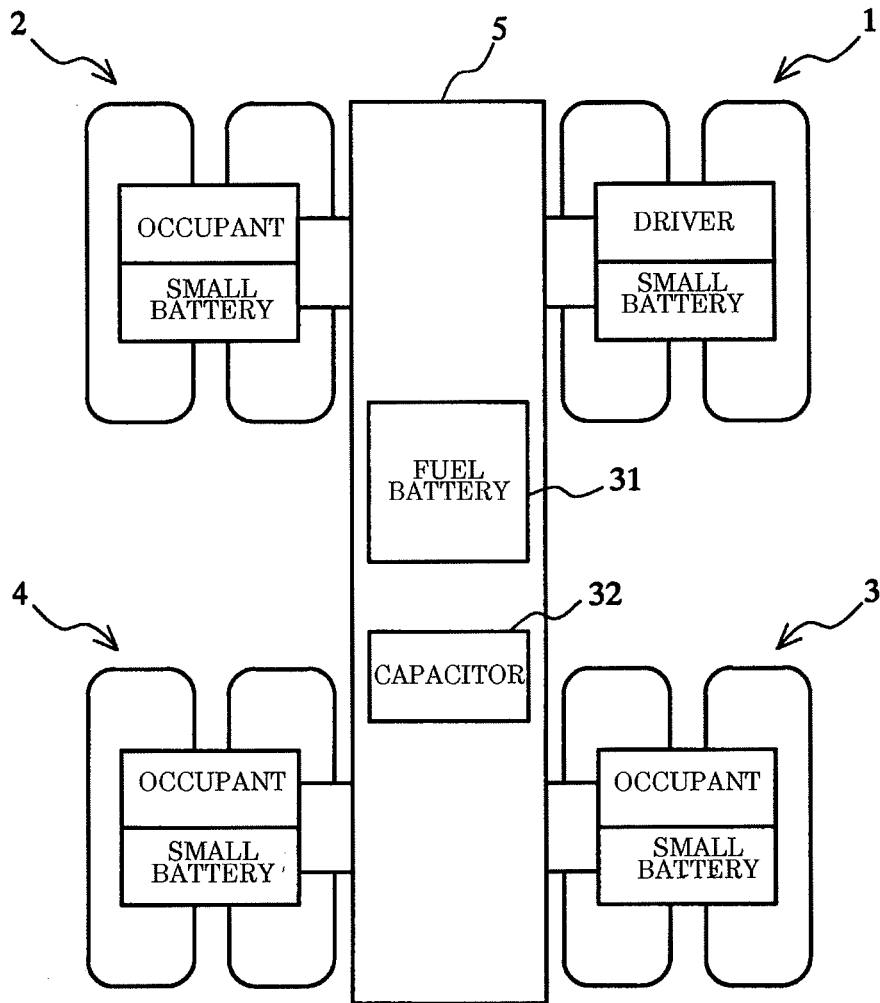 2
5
1
OCCUPANT
SMALL
BATTERY
DRIVER
SMALL
BATTERY
FUEL
BATTERY
31
4
32
3
CAPACITOR
OCCUPANT
SMALL
BATTERY
OCCUPANT
SMALL
BATTERY